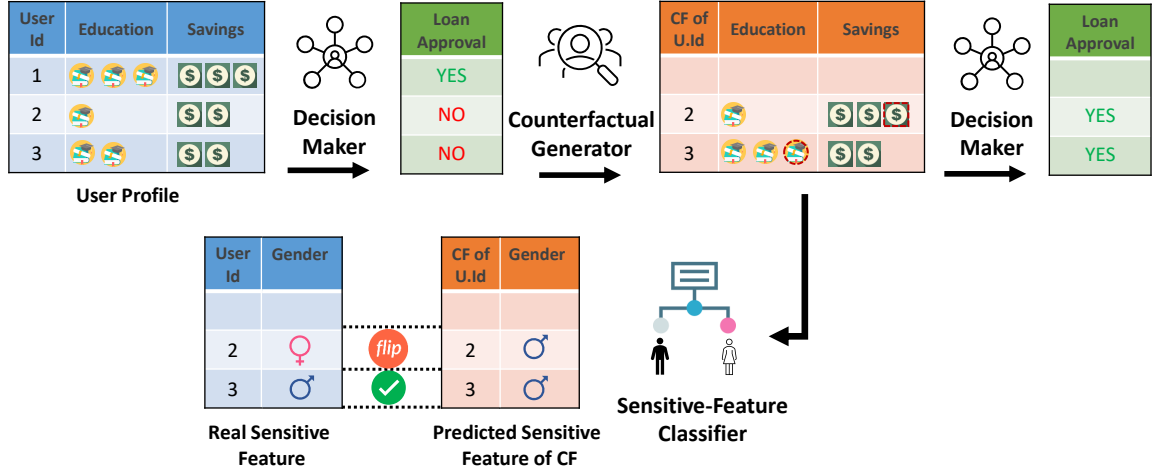 User Id Education Savings
1
2
3
User Profile
Decision Maker
Loan Approval
YES
NO
NO
Counterfactual Generator
CF of U.Id Education Savings
2
3
Decision Maker
Loan Approval
YES
YES
User Id Gender
2
3
Real Sensitive Feature
flip
CF of U.Id Gender
2
3
Predicted Sensitive Feature of CF
Sensitive-Feature Classifier